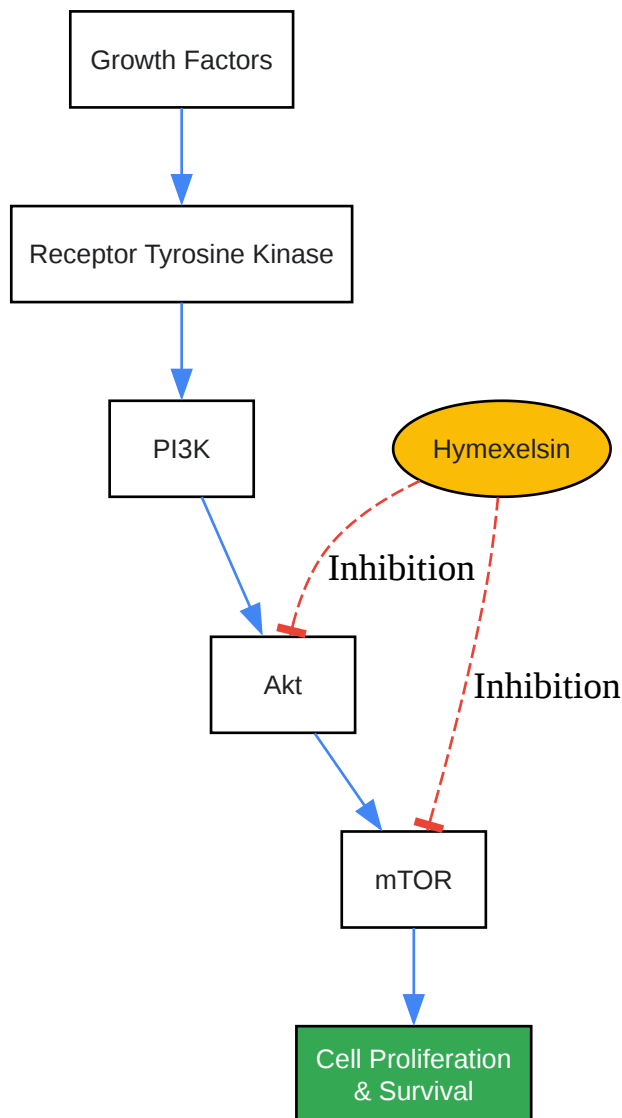 Growth Factors
Receptor Tyrosine Kinase
PI3K
Hymexelsin
Inhibition
Akt
Inhibition
mTOR
Cell Proliferation
& Survival